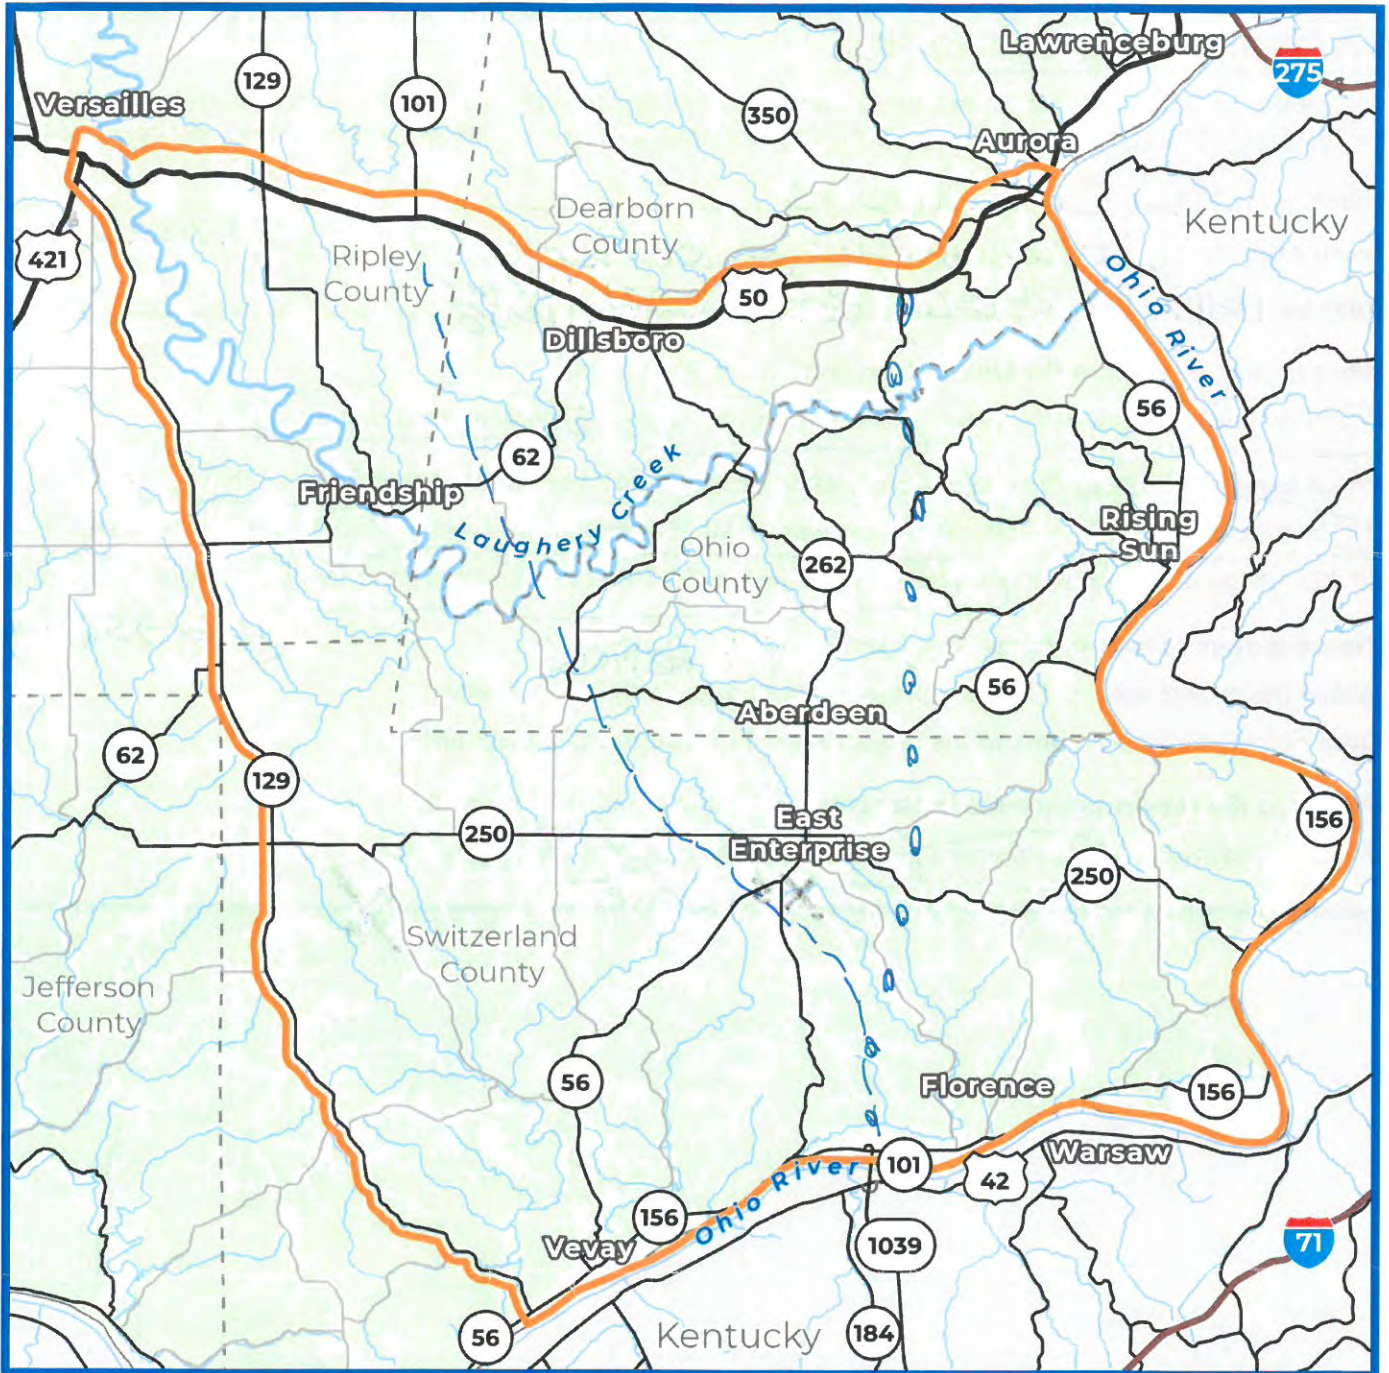 Lawrenceburg
275
129
101
Versailles
350
Aurora
Dearborn
County
Kentucky
421
Ripley
County
Ohio River
50
Dillsboro
56
62
Friendship
Laughery Creek
Rising
Sun
Ohio
County
262
56
Aberdeen
62
129
East
Enterprise
250
156
250
Switzerland
County
Jefferson
County
56
Florence
156
Warsaw
101
42
Ohio River
156
Vevay
1039
71
56
Kentucky
184